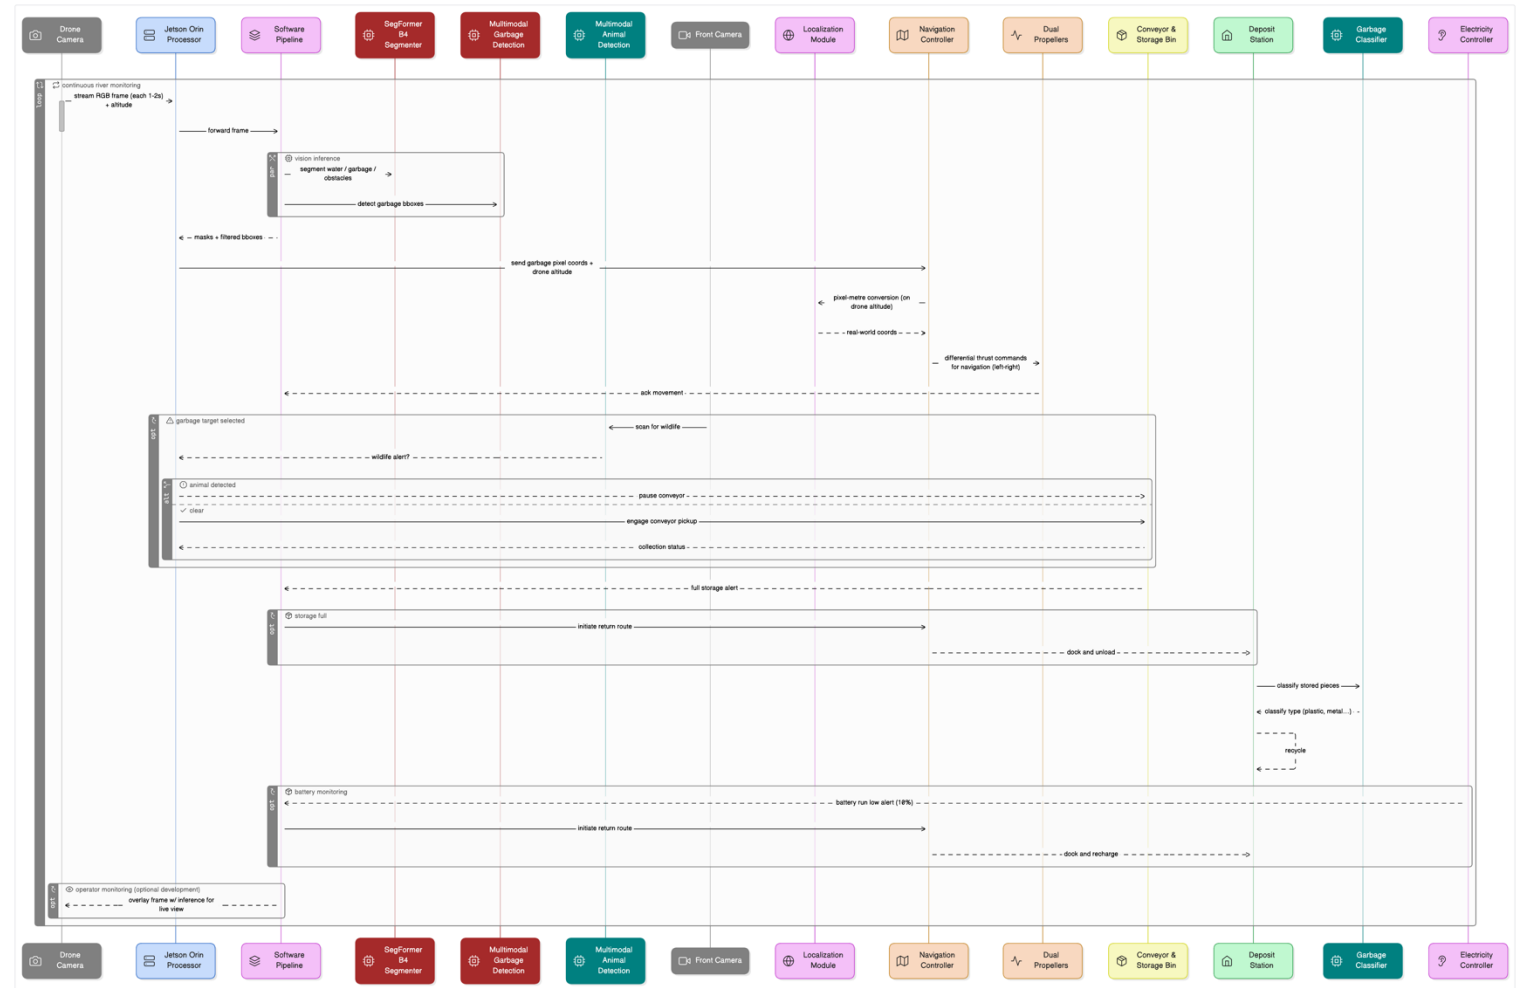 Drone
Camera
Jetson Orin
Processor
Software
Pipeline
SegFormer
B4
Segmenter
Mulltimodal
Garbage
Detection
Multimodal
Animal
Detection
Front Camera
Localization
Module
Navigation
Controller
Dual
Propellers
Conveyor &
Storage Bin
Deposit
Station
Garbage
Classifier
Electricity
Controller
loop
continuous river monitoring
stream RGB frame (each 1-2s)
+ altitude
forward frame
par
vision inference
segment water / garbage /
obstacles
detect garbage bboxes
masks + filtered bboxes
send garbage pixel coords +
drone altitude
pixel-metre conversion (on
drone altitude)
real-world coords
differential thrust commands
for navigation (left-right)
ack movement
opt
garbage target selected
scan for wildlife
wildlife alert?
alt
animal detected
pause conveyor
clear
engage conveyor pickup
collection status
full storage alert
opt
storage full
initiate return route
dock and unload
classify stored pieces
classify type (plastic, metal...)
recycle
opt
battery monitoring
battery run low alert (10%)
initiate return route
dock and recharge
opt
operator monitoring (optional development)
overlay frame w/ inference for
live view
Drone
Camera
Jetson Orin
Processor
Software
Pipeline
SegFormer
B4
Segmenter
Mulltimodal
Garbage
Detection
Multimodal
Animal
Detection
Front Camera
Localization
Module
Navigation
Controller
Dual
Propellers
Conveyor &
Storage Bin
Deposit
Station
Garbage
Classifier
Electricity
Controller